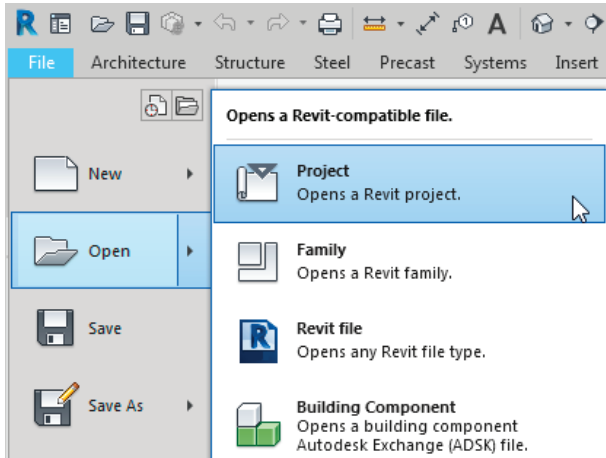 R
A
File Architecture Structure Steel Precast Systems Insert
Opens a Revit-compatible file.
New
Project
Opens a Revit project.
Open
Family
Opens a Revit family.
Save
Revit file
Opens any Revit file type.
Save As
Building Component
Opens a building component
Autodesk Exchange (ADSK) file.